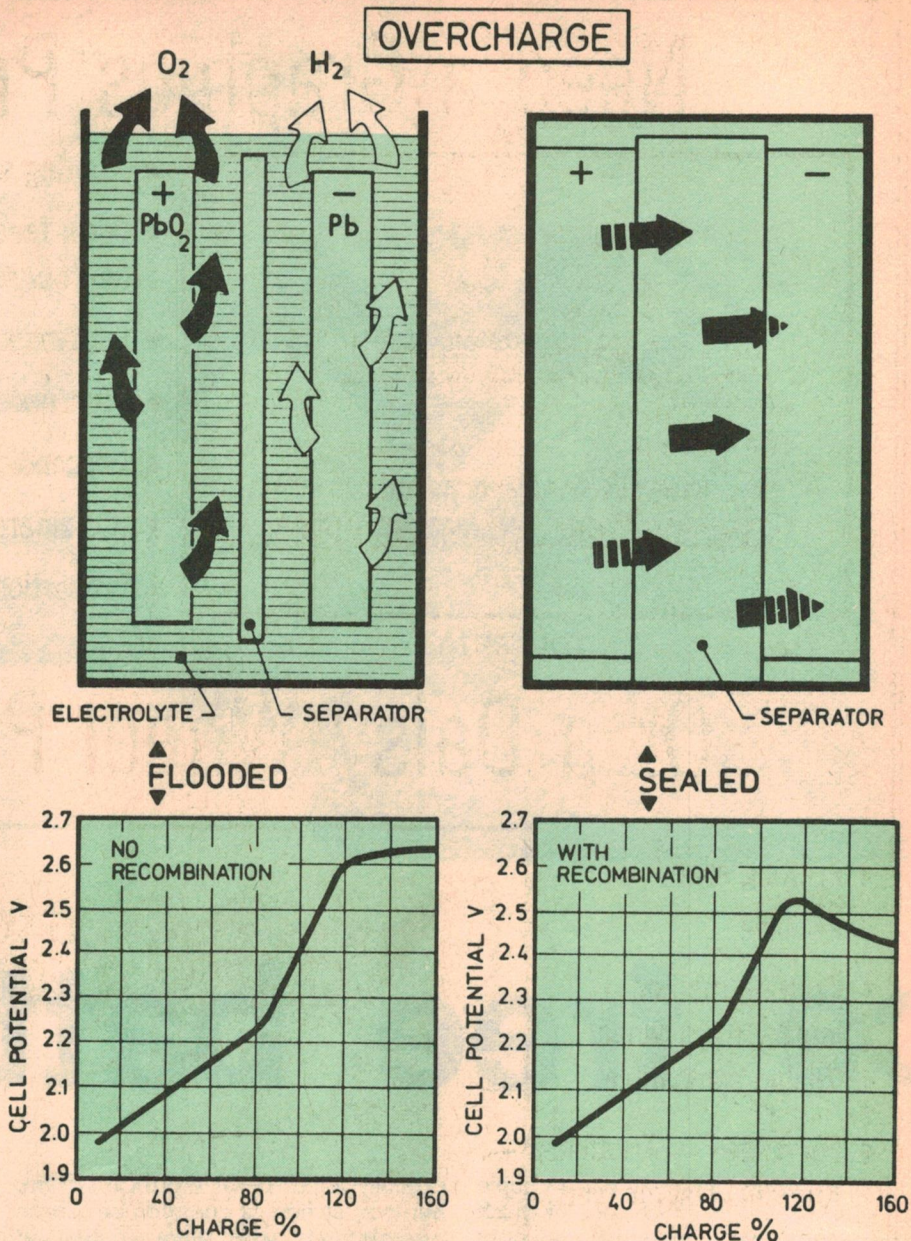 OVERCHARGE
O₂
H₂
+
PbO₂
−
Pb
+
−
ELECTROLYTE
SEPARATOR
SEPARATOR
FLOODED
SEALED
2.7
2.6
2.5
2.4
2.3
2.2
2.1
2.0
1.9
CELL POTENTIAL V
NO
RECOMBINATION
0
40
80
120
160
CHARGE %
2.7
2.6
2.5
2.4
2.3
2.2
2.1
2.0
1.9
CELL POTENTIAL V
WITH
RECOMBINATION
0
40
80
120
160
CHARGE %